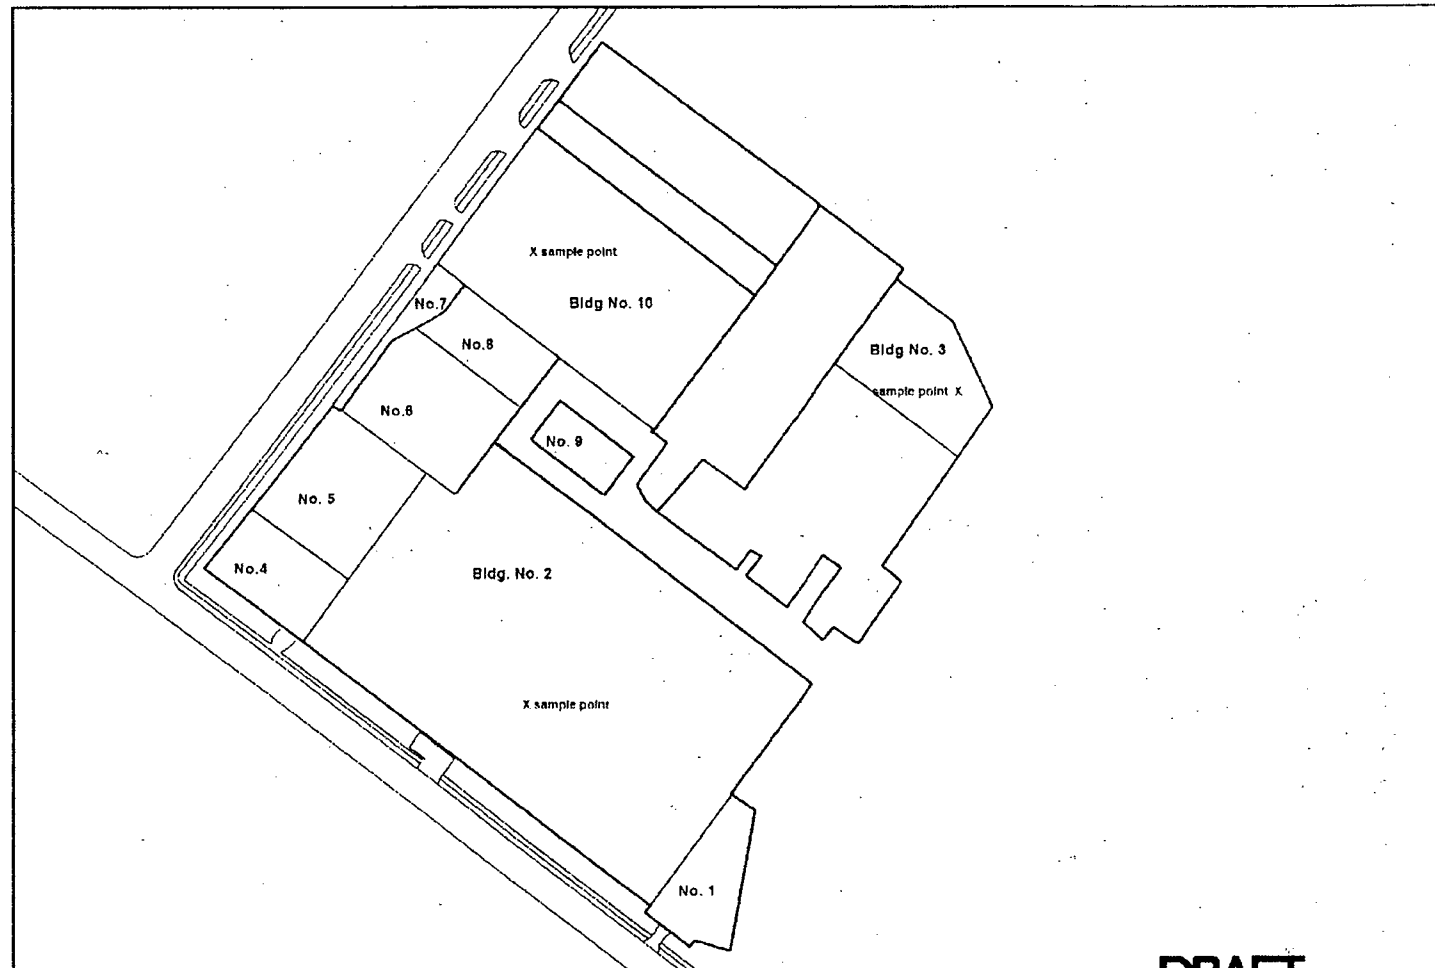 X sample point
Bldg No. 10
No.7
No.8
Bldg No. 3
sample point X
No.6
No. 9
No. 5
No.4
Bldg. No. 2
X sample point
No. 1
DRAFT